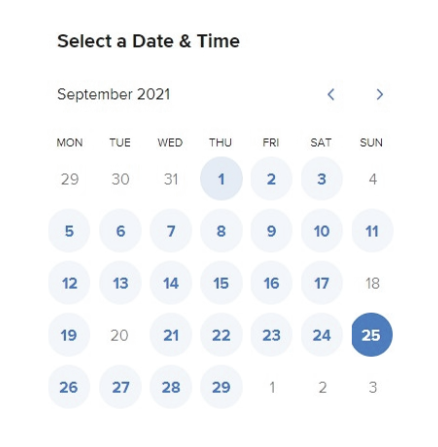 Select a Date & Time
September 2021
MON TUE WED THU FRI SAT SUN
29 30 31 1 2 3 4
5 6 7 8 9 10 11
12 13 14 15 16 17 18
19 20 21 22 23 24 25
26 27 28 29 1 2 3